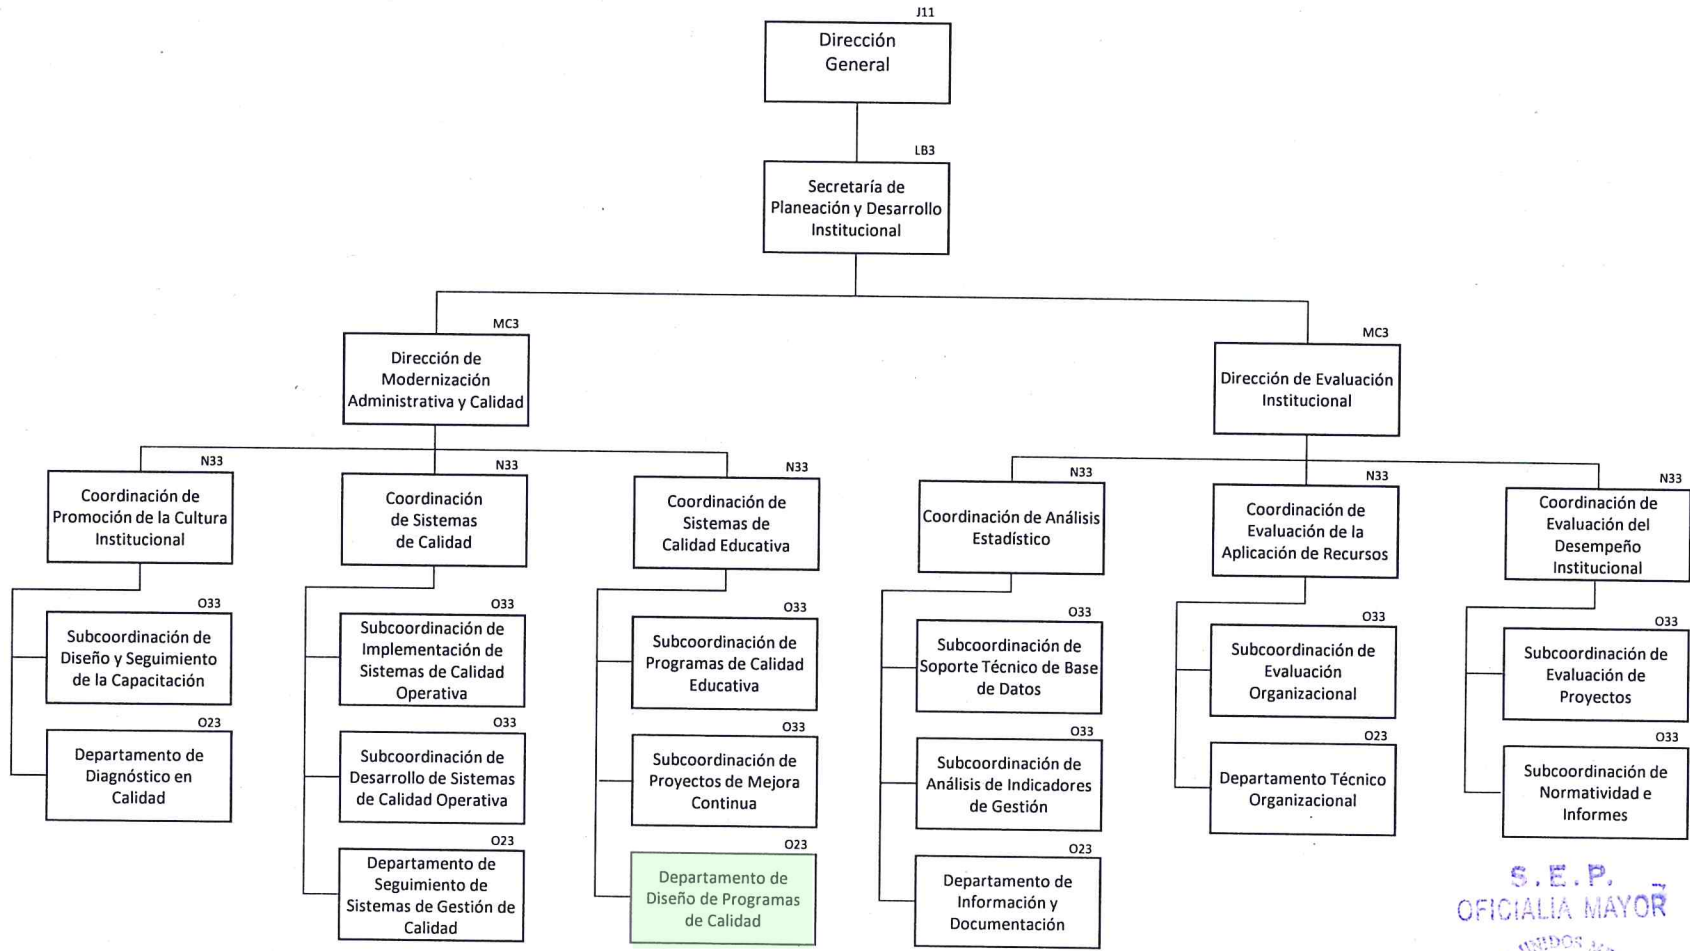 J11
Dirección
General
LB3
Secretaría de
Planeación y Desarrollo
Institucional
MC3
Dirección de
Modernización
Administrativa y Calidad
MC3
Dirección de Evaluación
Institucional
N33
Coordinación de
Promoción de la Cultura
Institucional
N33
Coordinación
de Sistemas
de Calidad
N33
Coordinación de
Sistemas de
Calidad Educativa
N33
Coordinación de Análisis
Estadístico
N33
Coordinación de
Evaluación de la
Aplicación de Recursos
N33
Coordinación de
Evaluación del
Desempeño
Institucional
O33
Subcoordinación de
Diseño y Seguimiento
de la Capacitación
O33
Subcoordinación de
Implementación de
Sistemas de Calidad
Operativa
O33
Subcoordinación de
Programas de Calidad
Educativa
O33
Subcoordinación de
Soporte Técnico de Base
de Datos
O33
Subcoordinación de
Evaluación
Organizacional
O33
Subcoordinación de
Evaluación de
Proyectos
O23
Departamento de
Diagnóstico en
Calidad
O33
Subcoordinación de
Desarrollo de Sistemas
de Calidad Operativa
O33
Subcoordinación de
Proyectos de Mejora
Continua
O33
Subcoordinación de
Análisis de Indicadores
de Gestión
O23
Departamento Técnico
Organizacional
O33
Subcoordinación de
Normatividad e
Informes
O23
Departamento de
Seguimiento de
Sistemas de Gestión de
Calidad
O23
Departamento de
Diseño de Programas
de Calidad
O23
Departamento de
Información y
Documentación
S.E.P.
OFICIALIA MAYOR